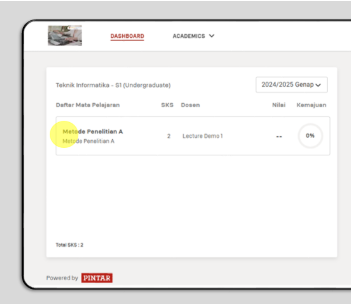 DASHBOARD ACADEMICS
Teknik Informatika - S1 (Undergraduate) 2024/2025 Genap
Daftar Mata Pelajaran SKS Dosen Nilai Kemajuan
Metode Penelitian A 2 Lecture Demo 1 -- 0%
Metode Penelitian A
Total SKS : 2
Powered by PINTAR